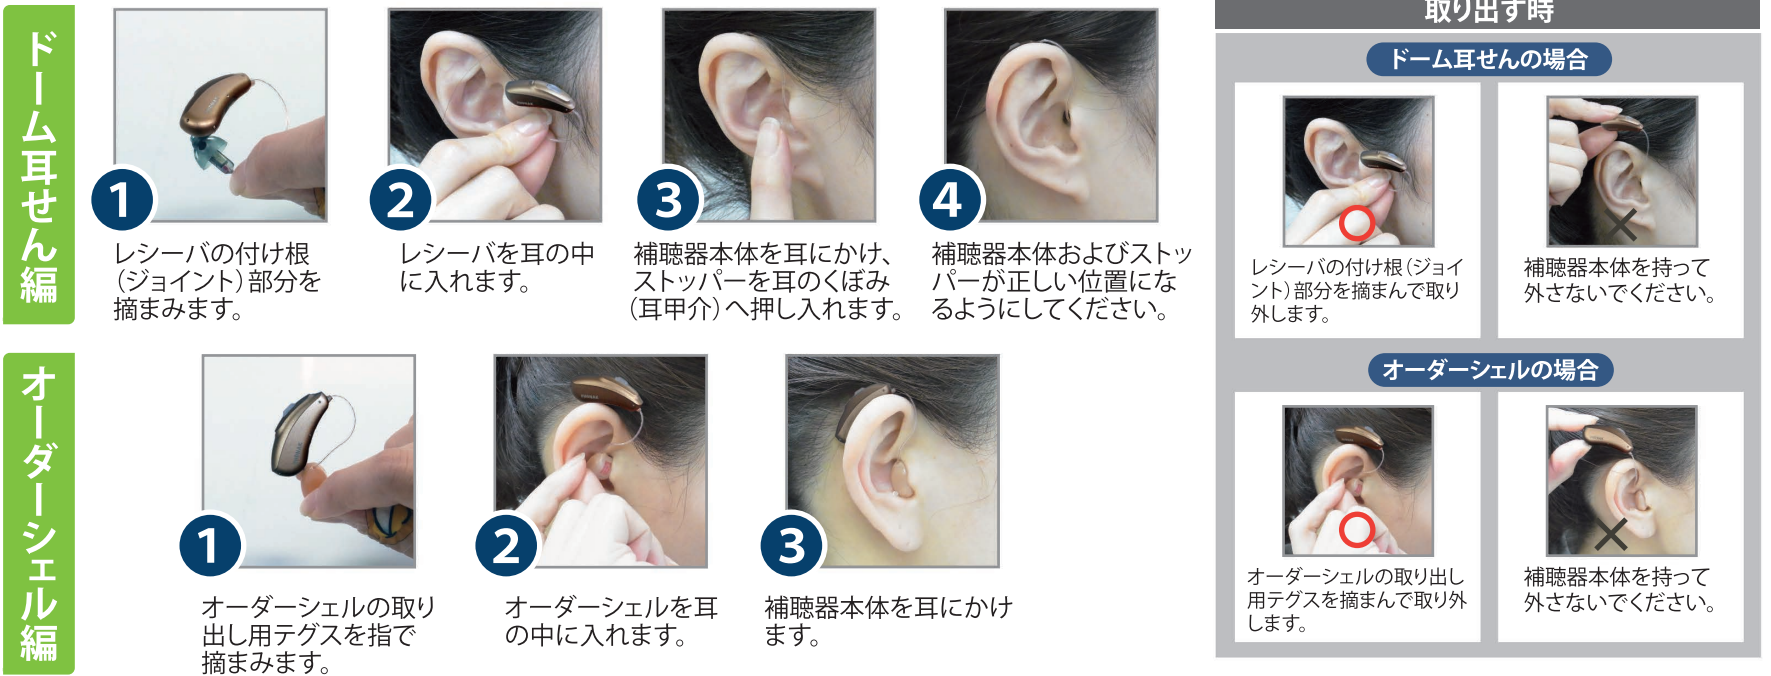 ドーム耳せん編
1
レシーバの付け根
（ジョイント）部分を
摘まみます。
2
レシーバを耳の中
に入れます。
3
補聴器本体を耳にかけ、
ストッパーを耳のくぼみ
（耳甲介）へ押し入れます。
4
補聴器本体およびストッ
パーが正しい位置にな
るようにしてください。
オーダーシェル編
1
オーダーシェルの取り
出し用テグスを指で
摘まみます。
2
オーダーシェルを耳
の中に入れます。
3
補聴器本体を耳にかけ
ます。
取り出す時
ドーム耳せんの場合
レシーバの付け根（ジョイ
ント）部分を摘まんで取り
外します。
補聴器本体を持って
外さないでください。
オーダーシェルの場合
オーダーシェルの取り出し
用テグスを摘まんで取り外
します。
補聴器本体を持って
外さないでください。